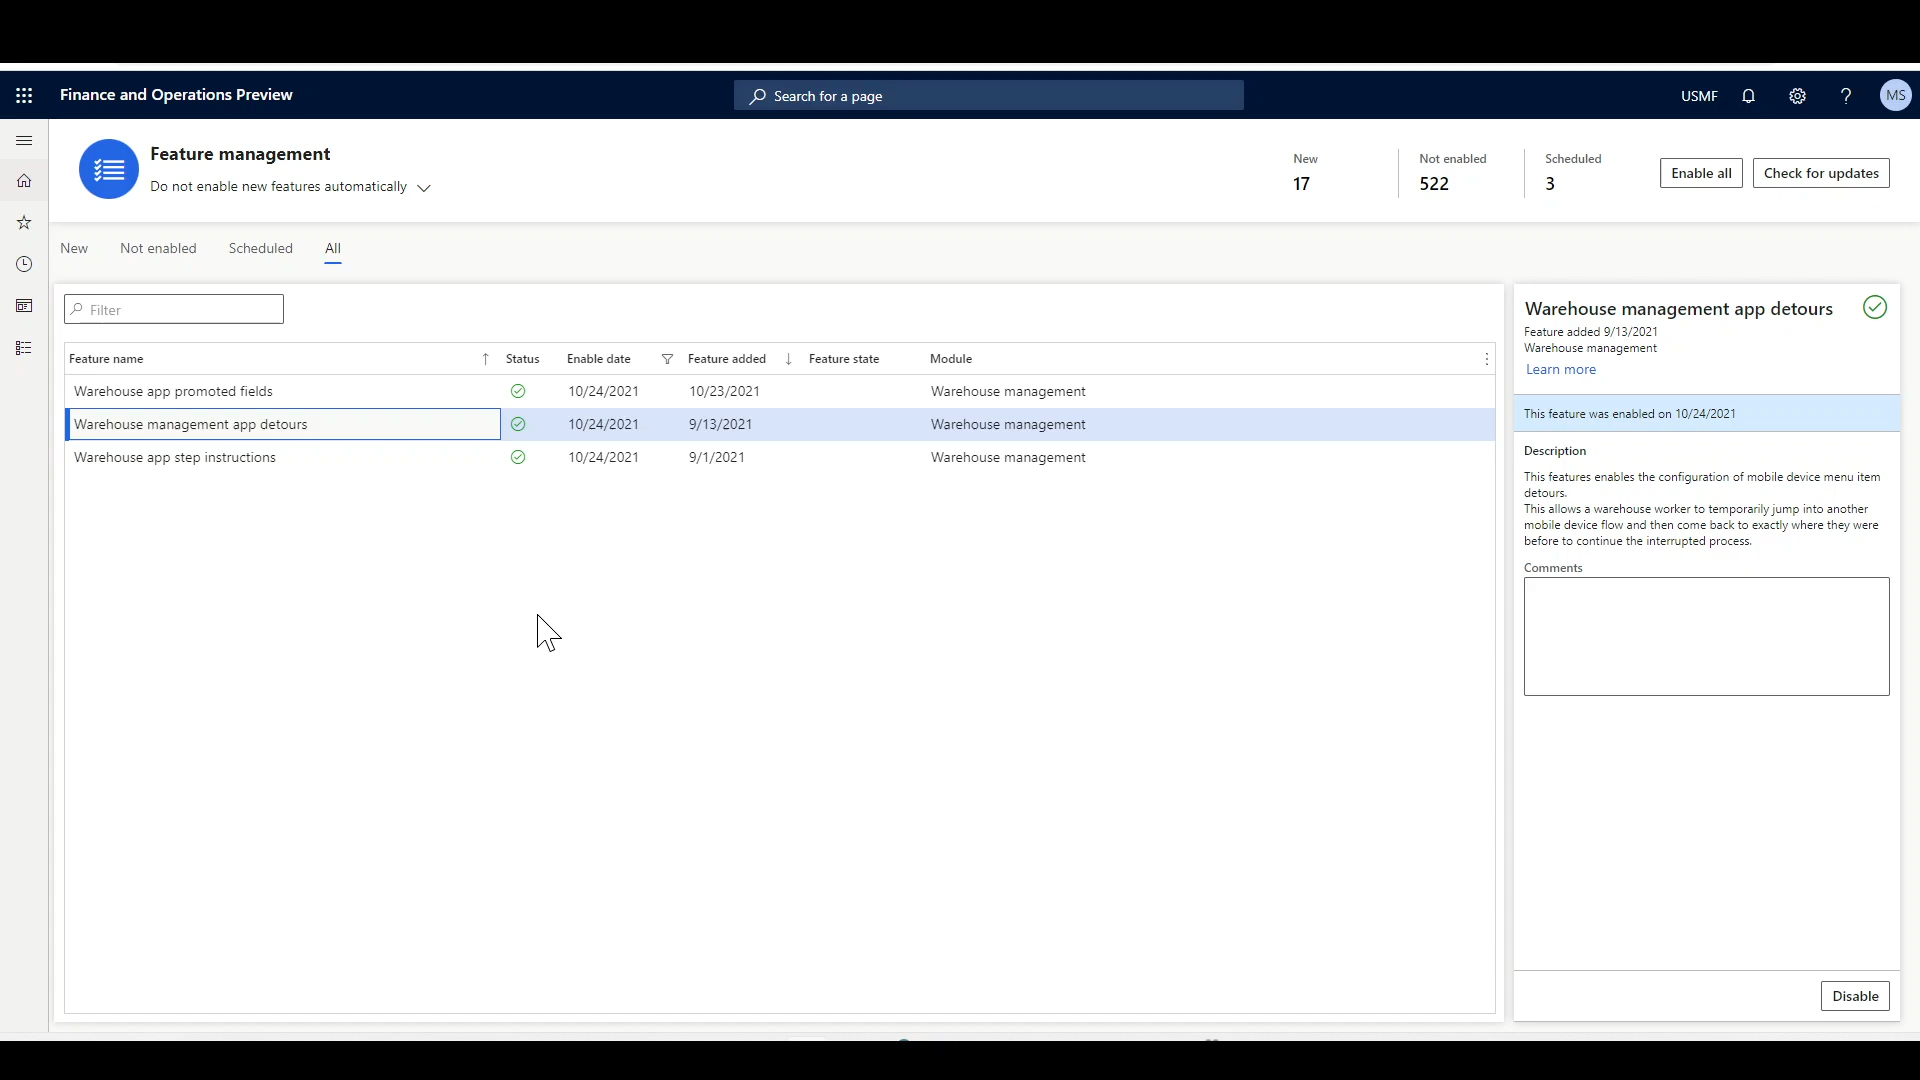 Finance and Operations Preview
Search for a page
USMF
MS
Feature management
Do not enable new features automatically
New
17
Not enabled
522
Scheduled
3
Enable all
Check for updates
New
Not enabled
Scheduled
All
Filter
Feature name Status Enable date Feature added Feature state Module
Warehouse app promoted fields 10/24/2021 10/23/2021 Warehouse management
Warehouse management app detours 10/24/2021 9/13/2021 Warehouse management
Warehouse app step instructions 10/24/2021 9/1/2021 Warehouse management
Warehouse management app detours
Feature added 9/13/2021
Warehouse management
Learn more
This feature was enabled on 10/24/2021
Description
This features enables the configuration of mobile device menu item
detours.
This allows a warehouse worker to temporarily jump into another
mobile device flow and then come back to exactly where they were
before to continue the interrupted process.
Comments
Disable